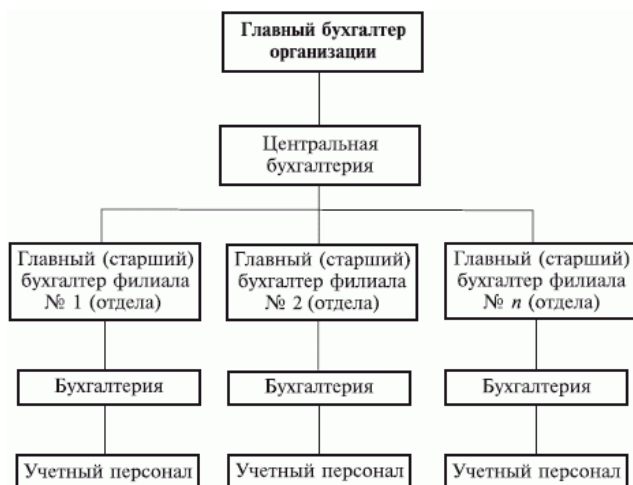 Главный бухгалтер
организации
Центральная
бухгалтерия
Главный (старший)
бухгалтер филиала
№ 1 (отдела)
Главный (старший)
бухгалтер филиала
№ 2 (отдела)
Главный (старший)
бухгалтер филиала
№ n (отдела)
Бухгалтерия
Бухгалтерия
Бухгалтерия
Учетный персонал
Учетный персонал
Учетный персонал